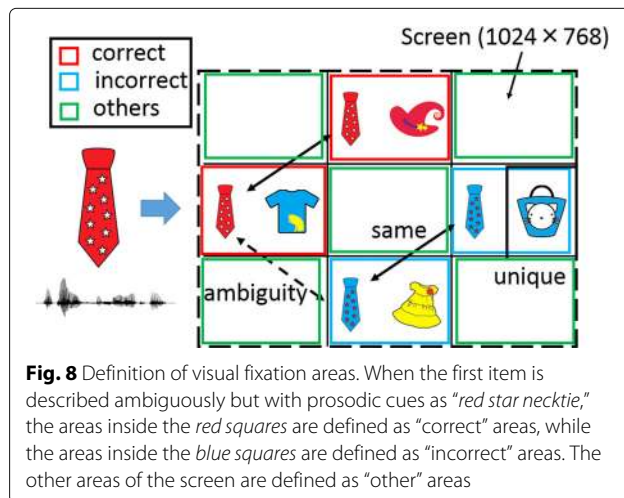 Screen (1024 × 768)
correct
incorrect
others
same
unique
ambiguity
Fig. 8 Definition of visual fixation areas. When the first item is
described ambiguously but with prosodic cues as “red star necktie,”
the areas inside the red squares are defined as “correct” areas, while
the areas inside the blue squares are defined as “incorrect” areas. The
other areas of the screen are defined as “other” areas